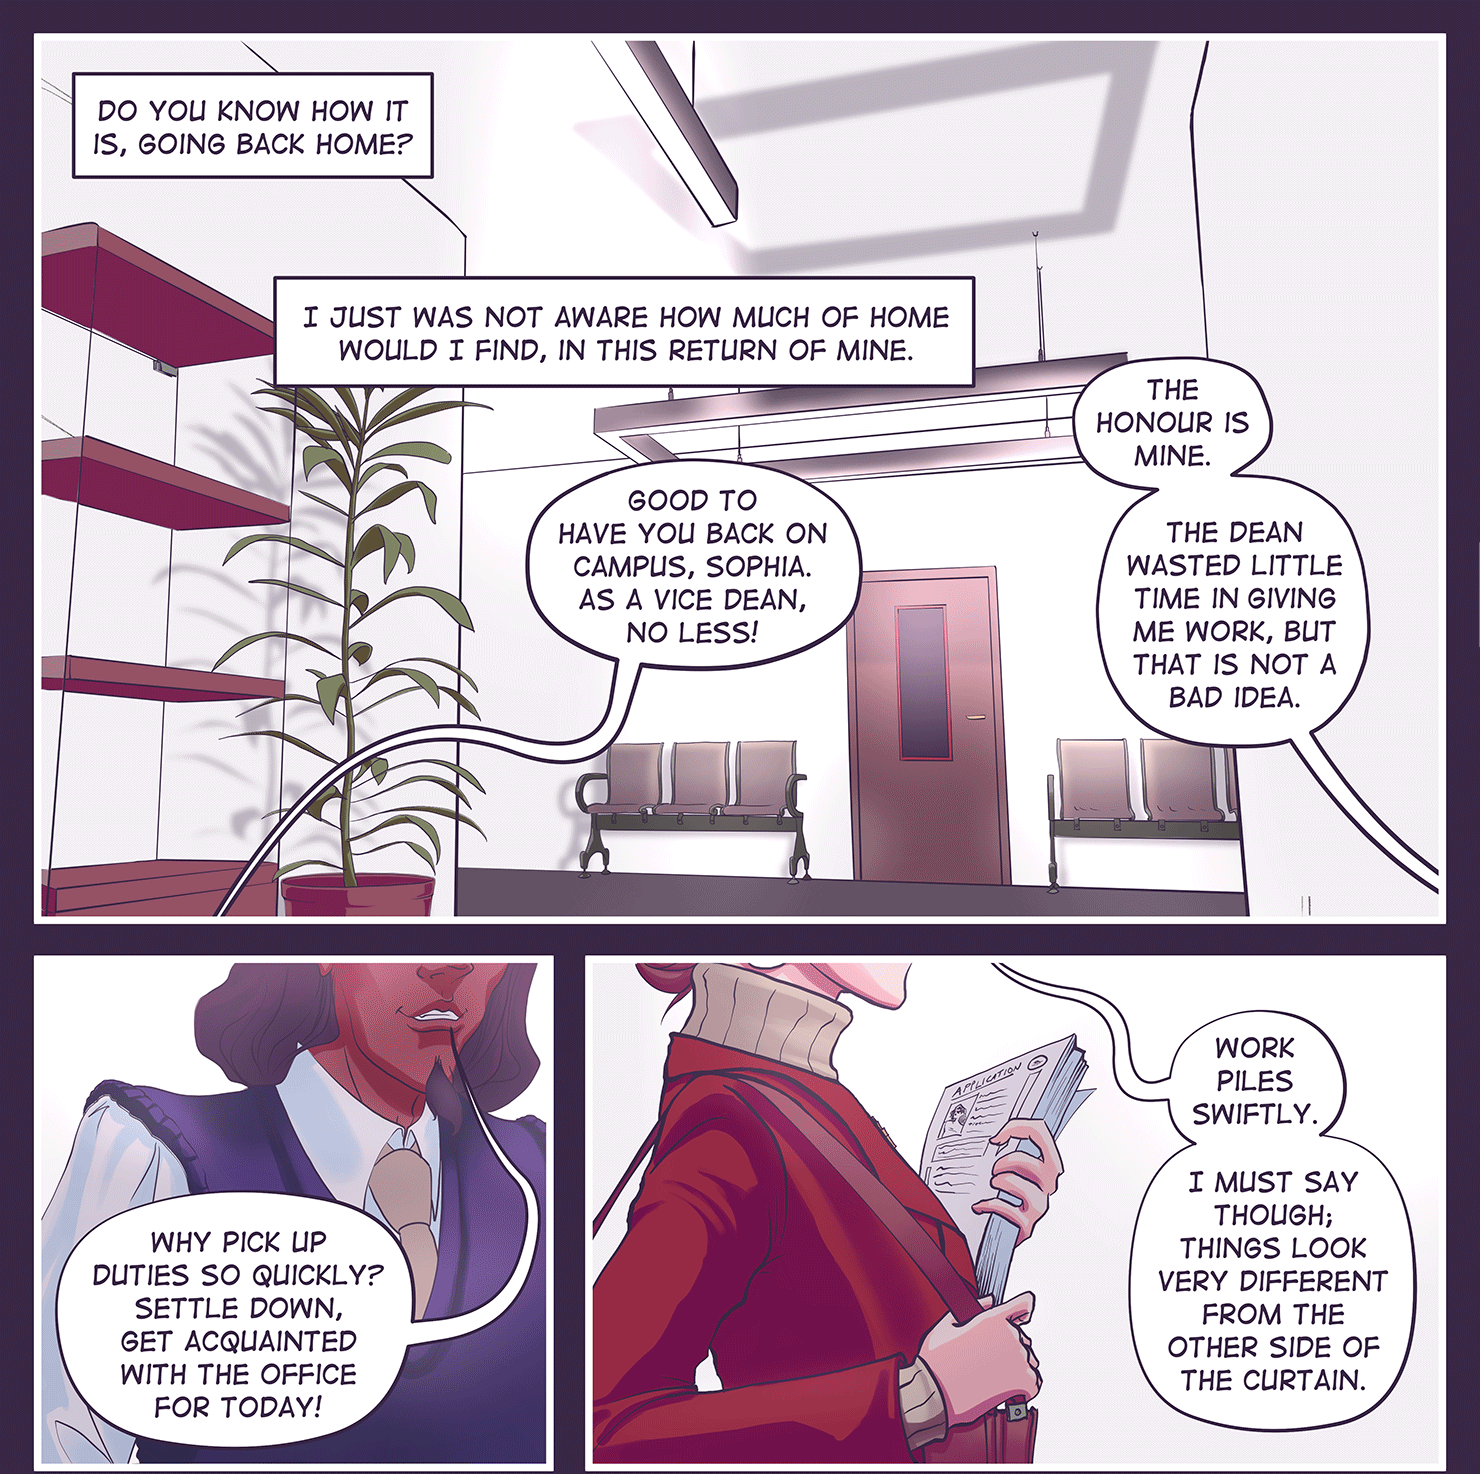 DO YOU KNOW HOW IT
IS, GOING BACK HOME?
I JUST WAS NOT AWARE HOW MUCH OF HOME
WOULD I FIND, IN THIS RETURN OF MINE.
GOOD TO
HAVE YOU BACK ON
CAMPUS, SOPHIA.
AS A VICE DEAN,
NO LESS!
THE
HONOUR IS
MINE.
THE DEAN
WASTED LITTLE
TIME IN GIVING
ME WORK, BUT
THAT IS NOT A
BAD IDEA.
WHY PICK UP
DUTIES SO QUICKLY?
SETTLE DOWN,
GET ACQUAINTED
WITH THE OFFICE
FOR TODAY!
APPLICATION
WORK
PILES
SWIFTLY.
I MUST SAY
THOUGH;
THINGS LOOK
VERY DIFFERENT
FROM THE
OTHER SIDE OF
THE CURTAIN.